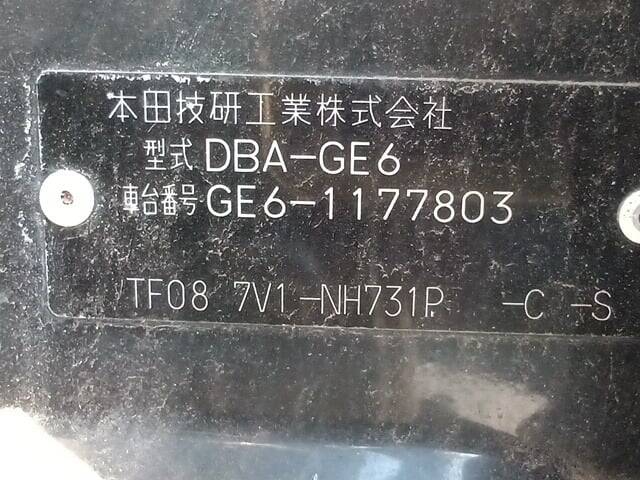 本田技研工業株式会社
型式 DBA-GE6
車台番号 GE6-1177803
TF08 7V1-NH731P -C -S